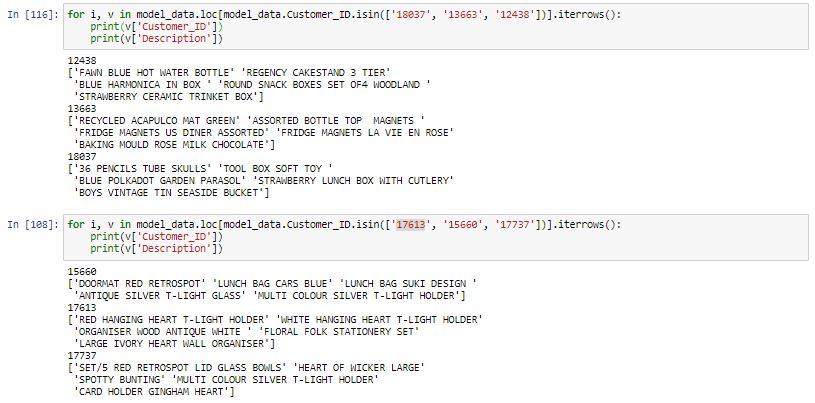 In [116]: for i, v in model_data.loc[model_data.Customer_ID.isin(['18037', '13663', '12438'])].iterrows():
print(v['Customer_ID'])
print(v['Description'])
12438
['FAWN BLUE HOT WATER BOTTLE' 'REGENCY CAKESTAND 3 TIER'
'BLUE HARMONICA IN BOX ' 'ROUND SNACK BOXES SET OF4 WOODLAND '
'STRAWBERRY CERAMIC TRINKET BOX']
13663
['RECYCLED ACAPULCO MAT GREEN' 'ASSORTED BOTTLE TOP  MAGNETS '
'FRIDGE MAGNETS US DINER ASSORTED' 'FRIDGE MAGNETS LA VIE EN ROSE'
'BAKING MOULD ROSE MILK CHOCOLATE']
18037
['36 PENCILS TUBE SKULLS' 'TOOL BOX SOFT TOY '
'BLUE POLKADOT GARDEN PARASOL' 'STRAWBERRY LUNCH BOX WITH CUTLERY'
'BOYS VINTAGE TIN SEASIDE BUCKET']
In [108]: for i, v in model_data.loc[model_data.Customer_ID.isin(['17613', '15660', '17737'])].iterrows():
print(v['Customer_ID'])
print(v['Description'])
15660
['DOORMAT RED RETROSPOT' 'LUNCH BAG CARS BLUE' 'LUNCH BAG SUKI DESIGN '
'ANTIQUE SILVER T-LIGHT GLASS' 'MULTI COLOUR SILVER T-LIGHT HOLDER']
17613
['RED HANGING HEART T-LIGHT HOLDER' 'WHITE HANGING HEART T-LIGHT HOLDER'
'ORGANISER WOOD ANTIQUE WHITE ' 'FLORAL FOLK STATIONERY SET'
'LARGE IVORY HEART WALL ORGANISER']
17737
['SET/5 RED RETROSPOT LID GLASS BOWLS' 'HEART OF WICKER LARGE'
'SPOTTY BUNTING' 'MULTI COLOUR SILVER T-LIGHT HOLDER'
'CARD HOLDER GINGHAM HEART']